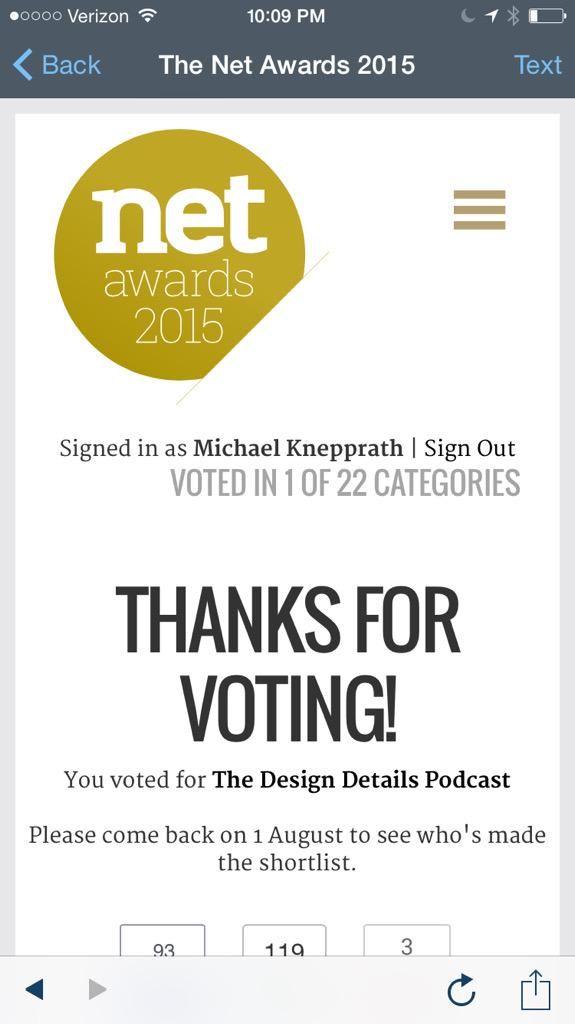 Verizon 10:09 PM
Back The Net Awards 2015 Text
net
awards
2015
Signed in as Michael Knepprath | Sign Out
VOTED IN 1 OF 22 CATEGORIES
THANKS FOR
VOTING!
You voted for The Design Details Podcast
Please come back on 1 August to see who's made
the shortlist.
93 119 3